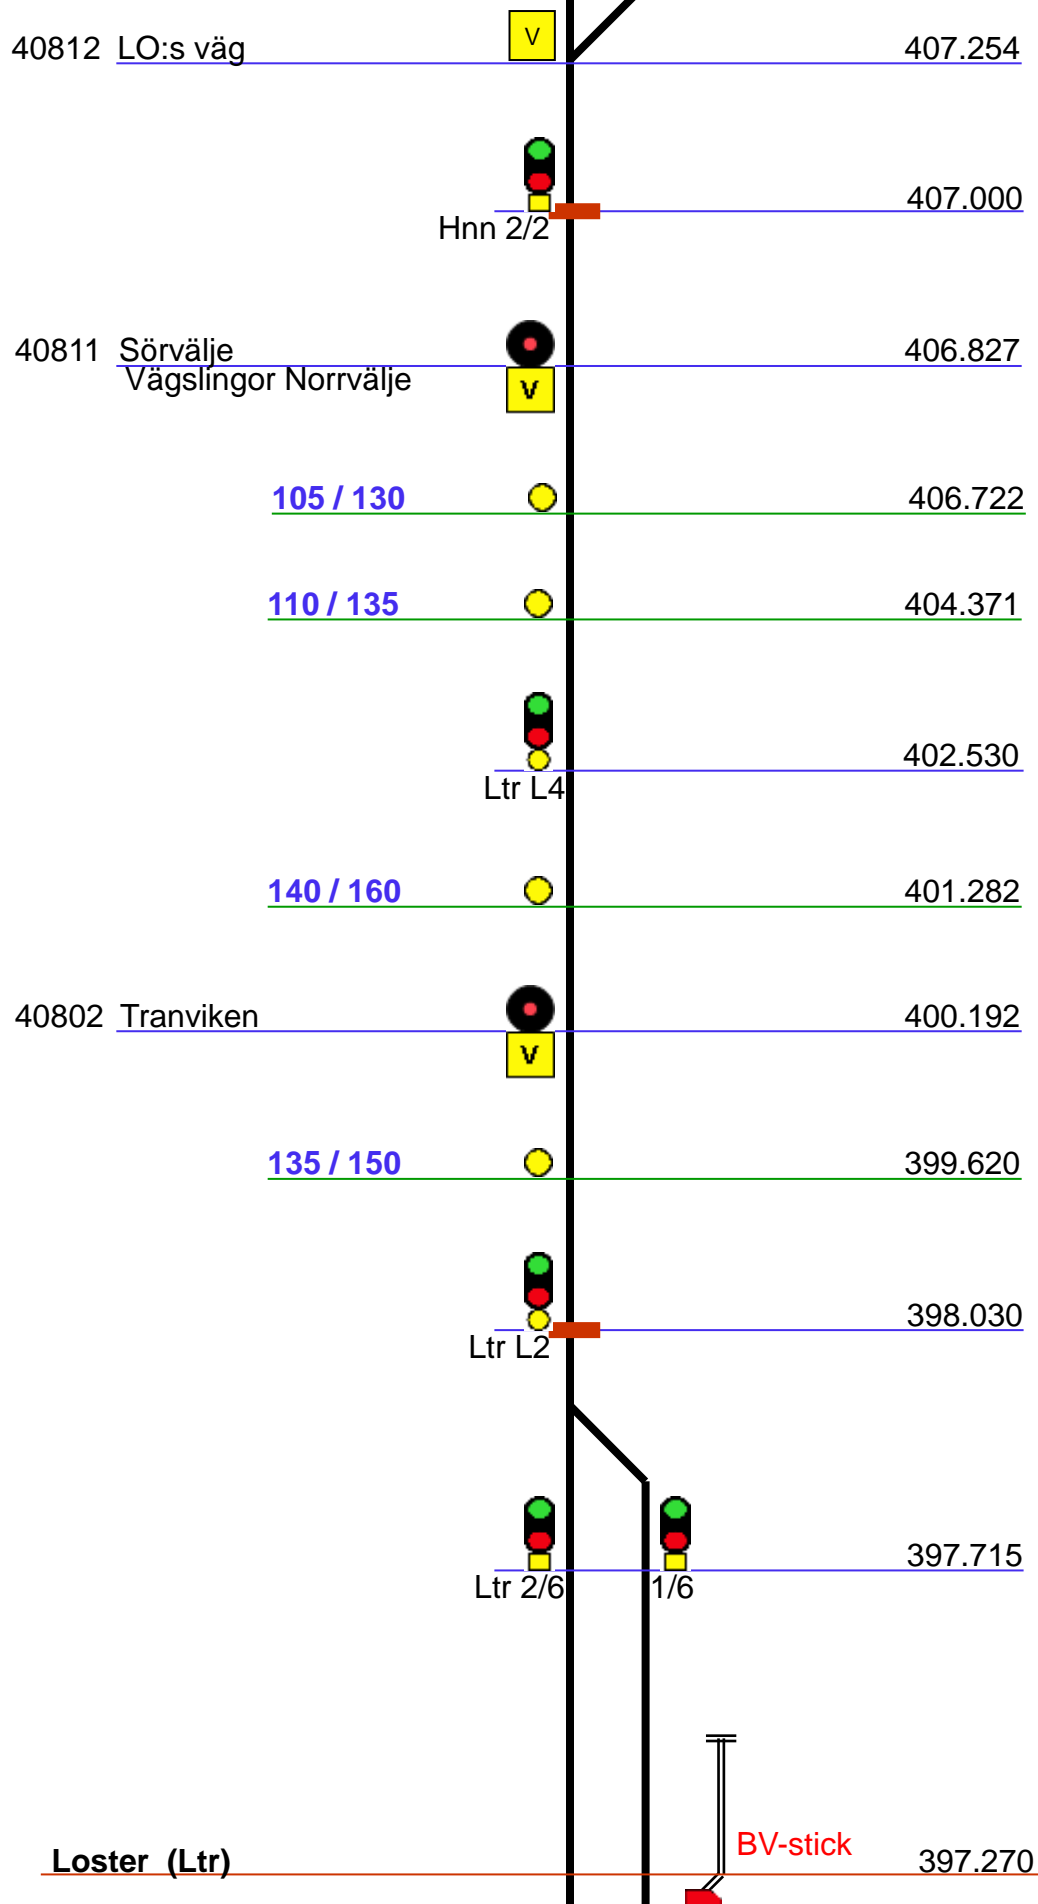 40812 LO:s väg V 407.254
407.000
Hnn 2/2
40811 Sörvälje 406.827
Vägslingor Norrvälje V
105 / 130 406.722
110 / 135 404.371
402.530
Ltr L4
140 / 160 401.282
40802 Tranviken 400.192
V
135 / 150 399.620
398.030
Ltr L2
397.715
Ltr 2/6 1/6
BV-stick
Loster (Ltr) 397.270